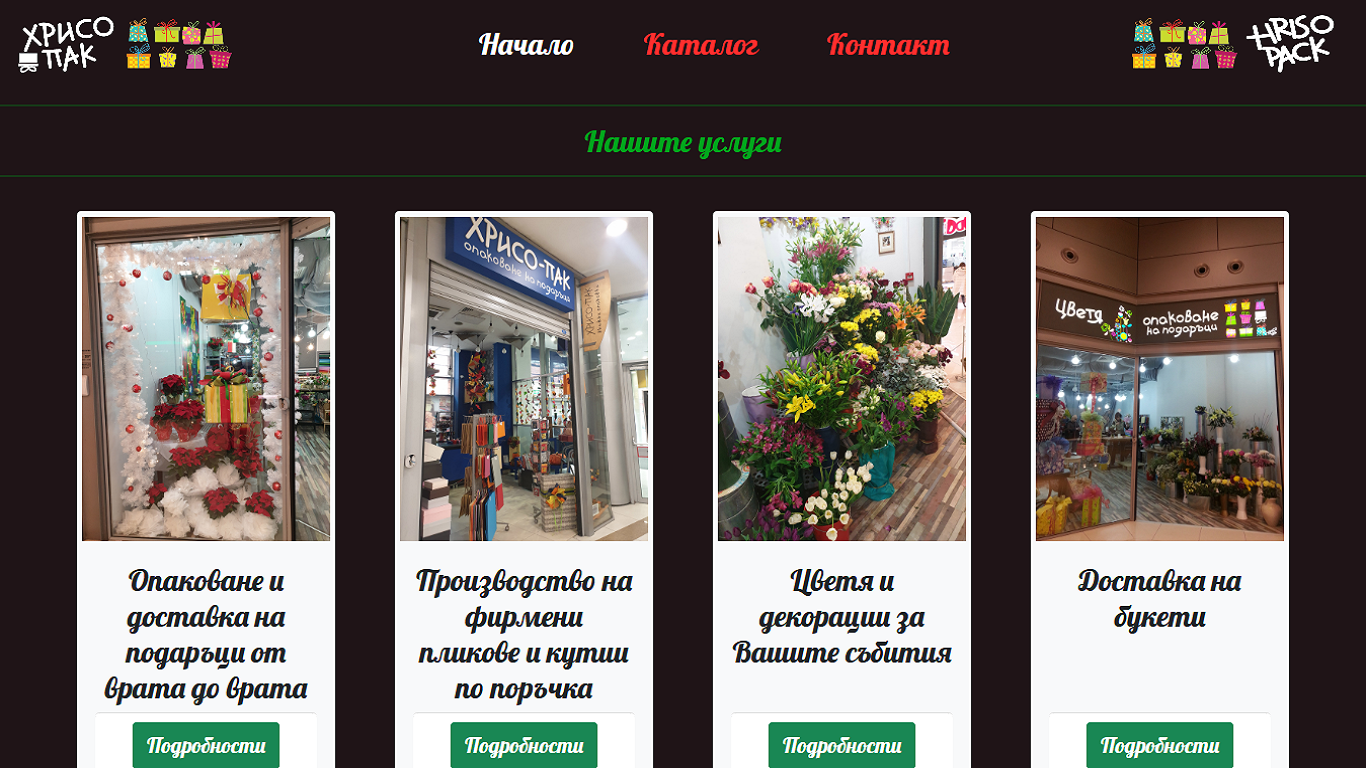 ХРИСО
ПАК
Начало
Каталог
Контакт
HRISO
PACK
Нашите услуги
ХРИСО-ПАК
опаковане на подаръци
ХРИСО-ПАК
Цветя
опаковане
на подаръци
Опаковане и
доставка на
подаръци от
врата до врата
Производство на
фирмени
пликове и кутии
по поръчка
Цветя и
декорации за
Вашите събития
Доставка на
букети
Подробности
Подробности
Подробности
Подробности